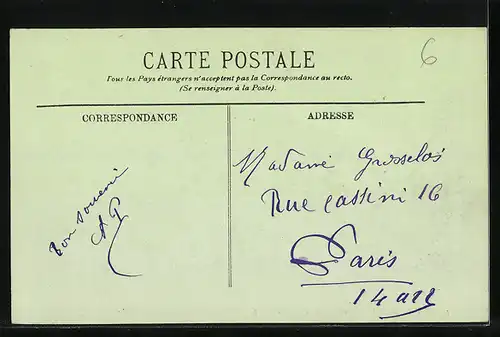 6
CARTE POSTALE
Tous les Pays étrangers n'acceptent pas la Correspondance au recto.
(Se renseigner à la Poste).
CORRESPONDANCE
ADRESSE
Bon souvenir
Madame
Rue Cassini 16
Paris
14 arr